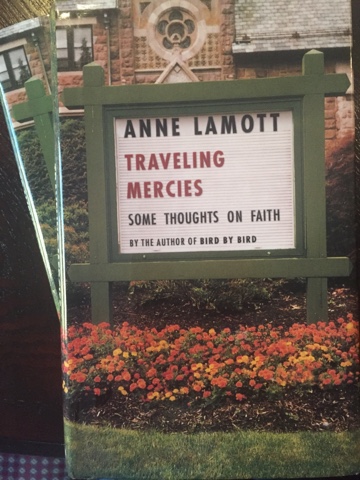 ANNE LAMOTT
TRAVELING
MERCIES
SOME THOUGHTS ON FAITH
BY THE AUTHOR OF BIRD BY BIRD